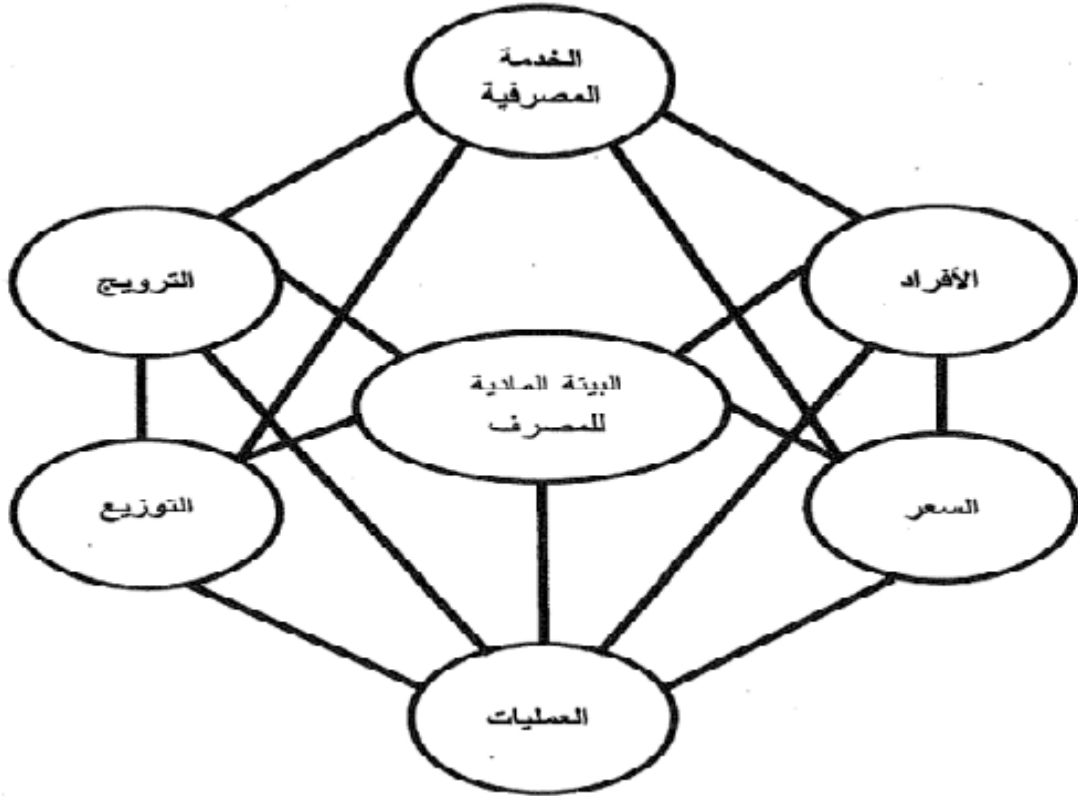 الخدمة
المصرفية
الأفراد
الترويج
البيئة المادية
للمصرف
السعر
التوزيع
العمليات